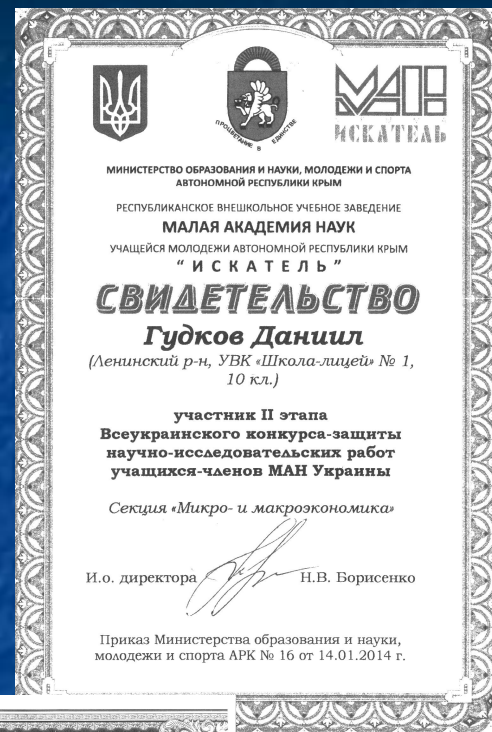 ПРОЦВЕТАНИЕ В ЕДИНСТВЕ
МАН
ИСКАТЕЛЬ
МИНИСТЕРСТВО ОБРАЗОВАНИЯ И НАУКИ, МОЛОДЕЖИ И СПОРТА
АВТОНОМНОЙ РЕСПУБЛИКИ КРЫМ
РЕСПУБЛИКАНСКОЕ ВНЕШКОЛЬНОЕ УЧЕБНОЕ ЗАВЕДЕНИЕ
МАЛАЯ АКАДЕМИЯ НАУК
УЧАЩЕЙСЯ МОЛОДЕЖИ АВТОНОМНОЙ РЕСПУБЛИКИ КРЫМ
"ИСКАТЕЛЬ"
СВИДЕТЕЛЬСТВО
Гудков Даниил
(Ленинский р-н, УВК «Школа-лицей» № 1,
10 кл.)
участник II этапа
Всеукраинского конкурса-защиты
научно-исследовательских работ
учащихся-членов МАН Украины
Секция «Микро- и макроэкономика»
И.о. директора Н.В. Борисенко
Приказ Министерства образования и науки,
молодежи и спорта АРК № 16 от 14.01.2014 г.